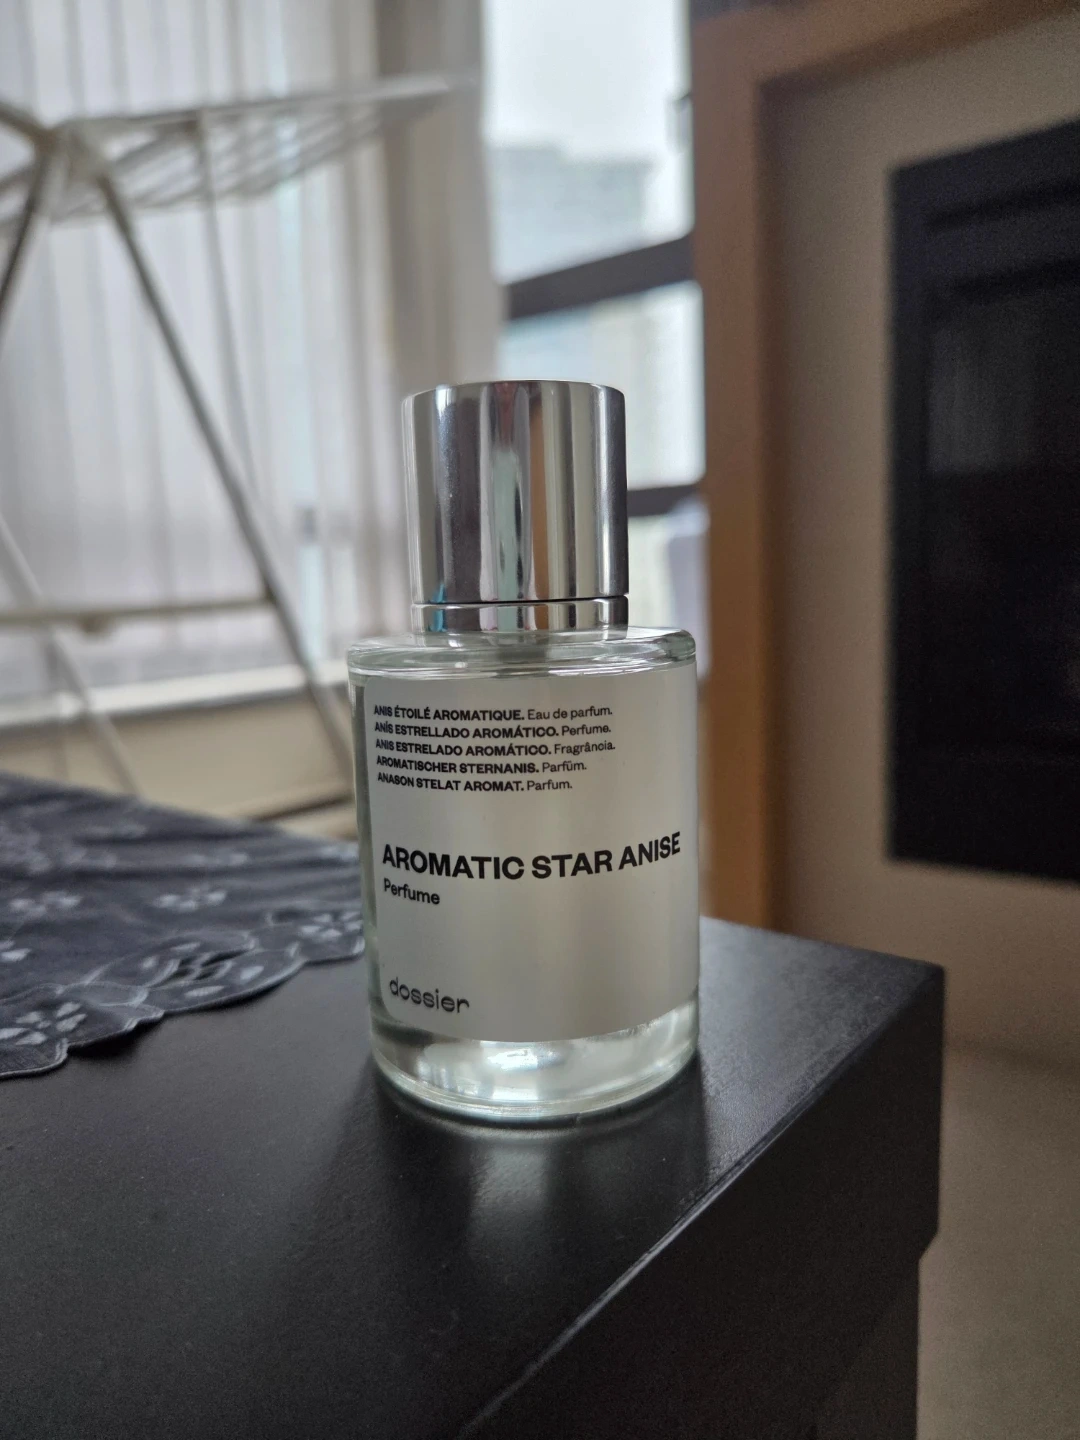 ANIS ÉTOILÉ AROMATIQUE. Eau de parfum.
ANÍS ESTRELLADO AROMÁTICO. Perfume.
ANIS ESTRELADO AROMÁTICO. Fragrância.
AROMATISCHER STERNANIS. Parfüm.
ANASON STELAT AROMAT. Parfum.
AROMATIC STAR ANISE
Perfume
dossier